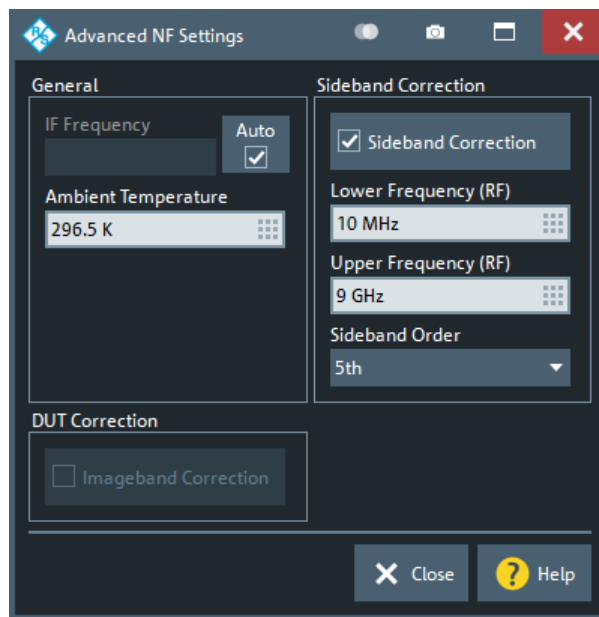 R&S Advanced NF Settings
General
IF Frequency
Auto
Ambient Temperature
296.5 K
Sideband Correction
Sideband Correction
Lower Frequency (RF)
10 MHz
Upper Frequency (RF)
9 GHz
Sideband Order
5th
DUT Correction
Imageband Correction
Close
? Help